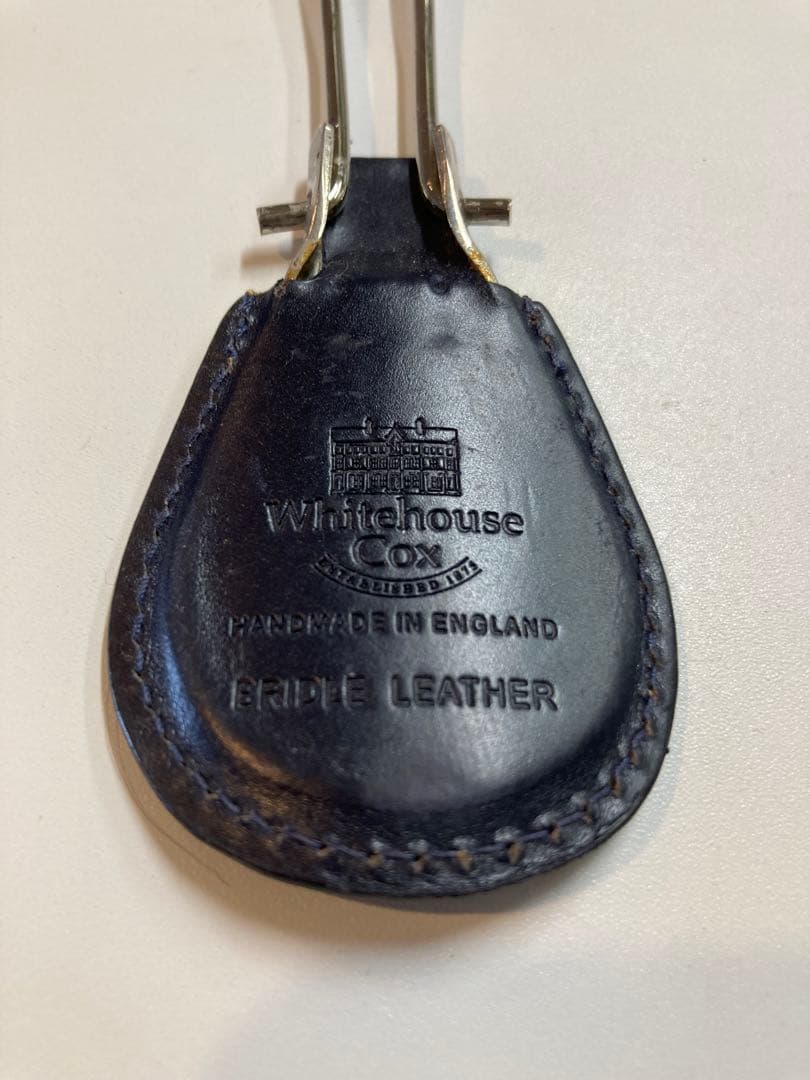 Whitehouse
Cox
ESTABLISHED 1875
HANDMADE IN ENGLAND
BRIDLE LEATHER